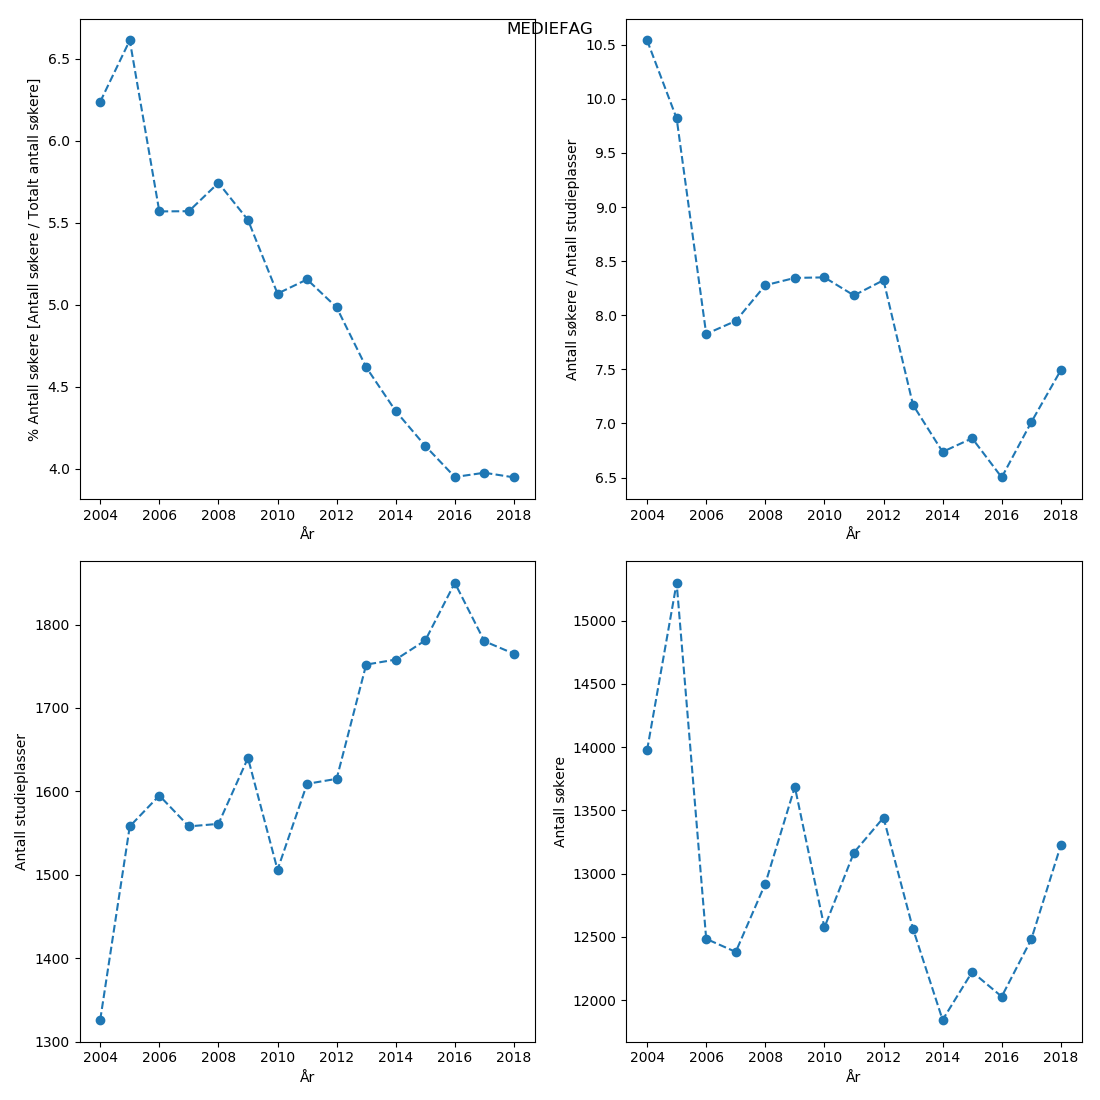 MEDIEFAG
% Antall søkere [Antall søkere / Totalt antall søkere]
6.5
6.0
5.5
5.0
4.5
4.0
2004 2006 2008 2010 2012 2014 2016 2018
År
Antall søkere / Antall studieplasser
10.5
10.0
9.5
9.0
8.5
8.0
7.5
7.0
6.5
2004 2006 2008 2010 2012 2014 2016 2018
År
Antall studieplasser
1800
1700
1600
1500
1400
1300
2004 2006 2008 2010 2012 2014 2016 2018
År
Antall søkere
15000
14500
14000
13500
13000
12500
12000
2004 2006 2008 2010 2012 2014 2016 2018
År